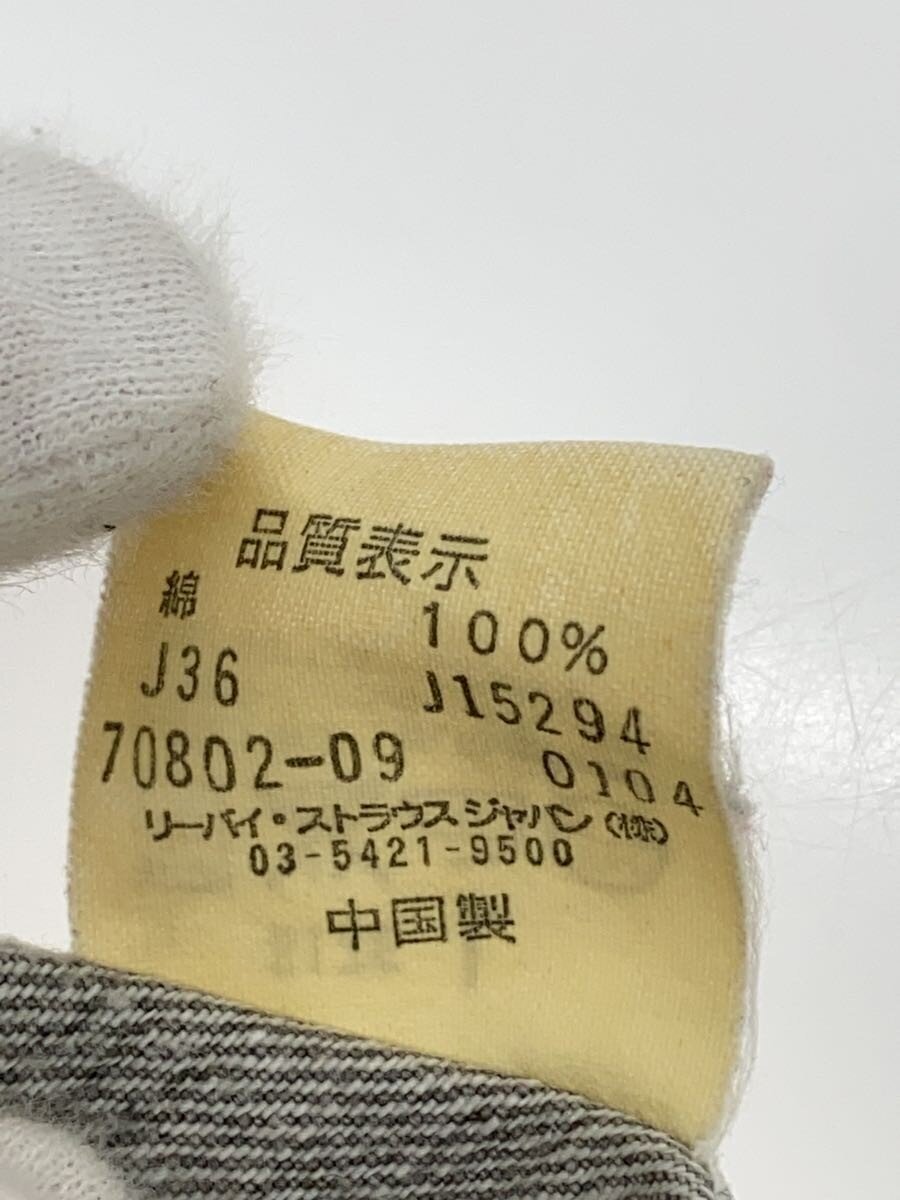 品質表示
綿 100%
J36 J15294
70802-09 0104
リーバイ・ストラウスジャパン(株)
03-5421-9500
中国製